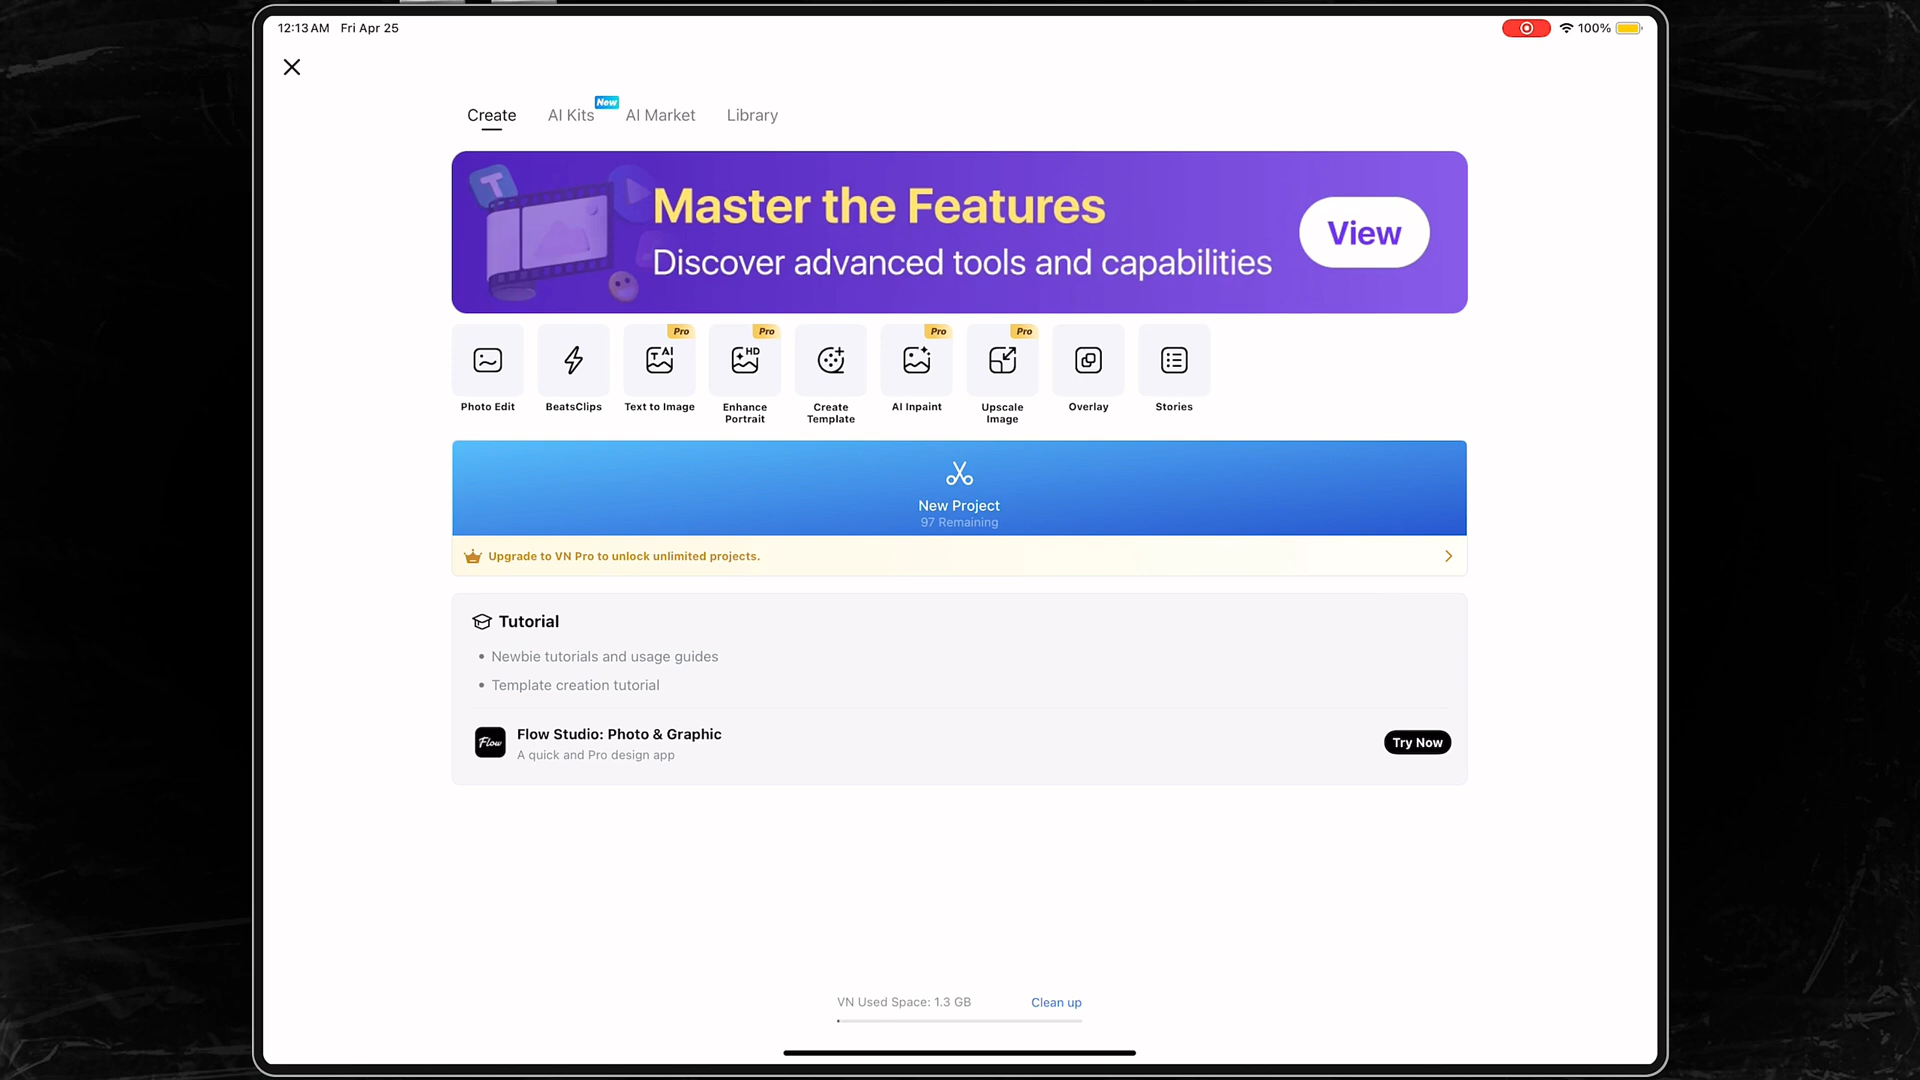 12:13 AM Fri Apr 25
100%
Create
AI Kits
New
AI Market
Library
T
Master the Features
Discover advanced tools and capabilities
View
Photo Edit
BeatsClips
Pro
T AI
Text to Image
Pro
HD
Enhance
Portrait
Create
Template
Pro
AI Inpaint
Pro
Upscale
Image
Overlay
Stories
New Project
97 Remaining
Upgrade to VN Pro to unlock unlimited projects.
Tutorial
• Newbie tutorials and usage guides
• Template creation tutorial
Flow
Flow Studio: Photo & Graphic
A quick and Pro design app
Try Now
VN Used Space: 1.3 GB
Clean up